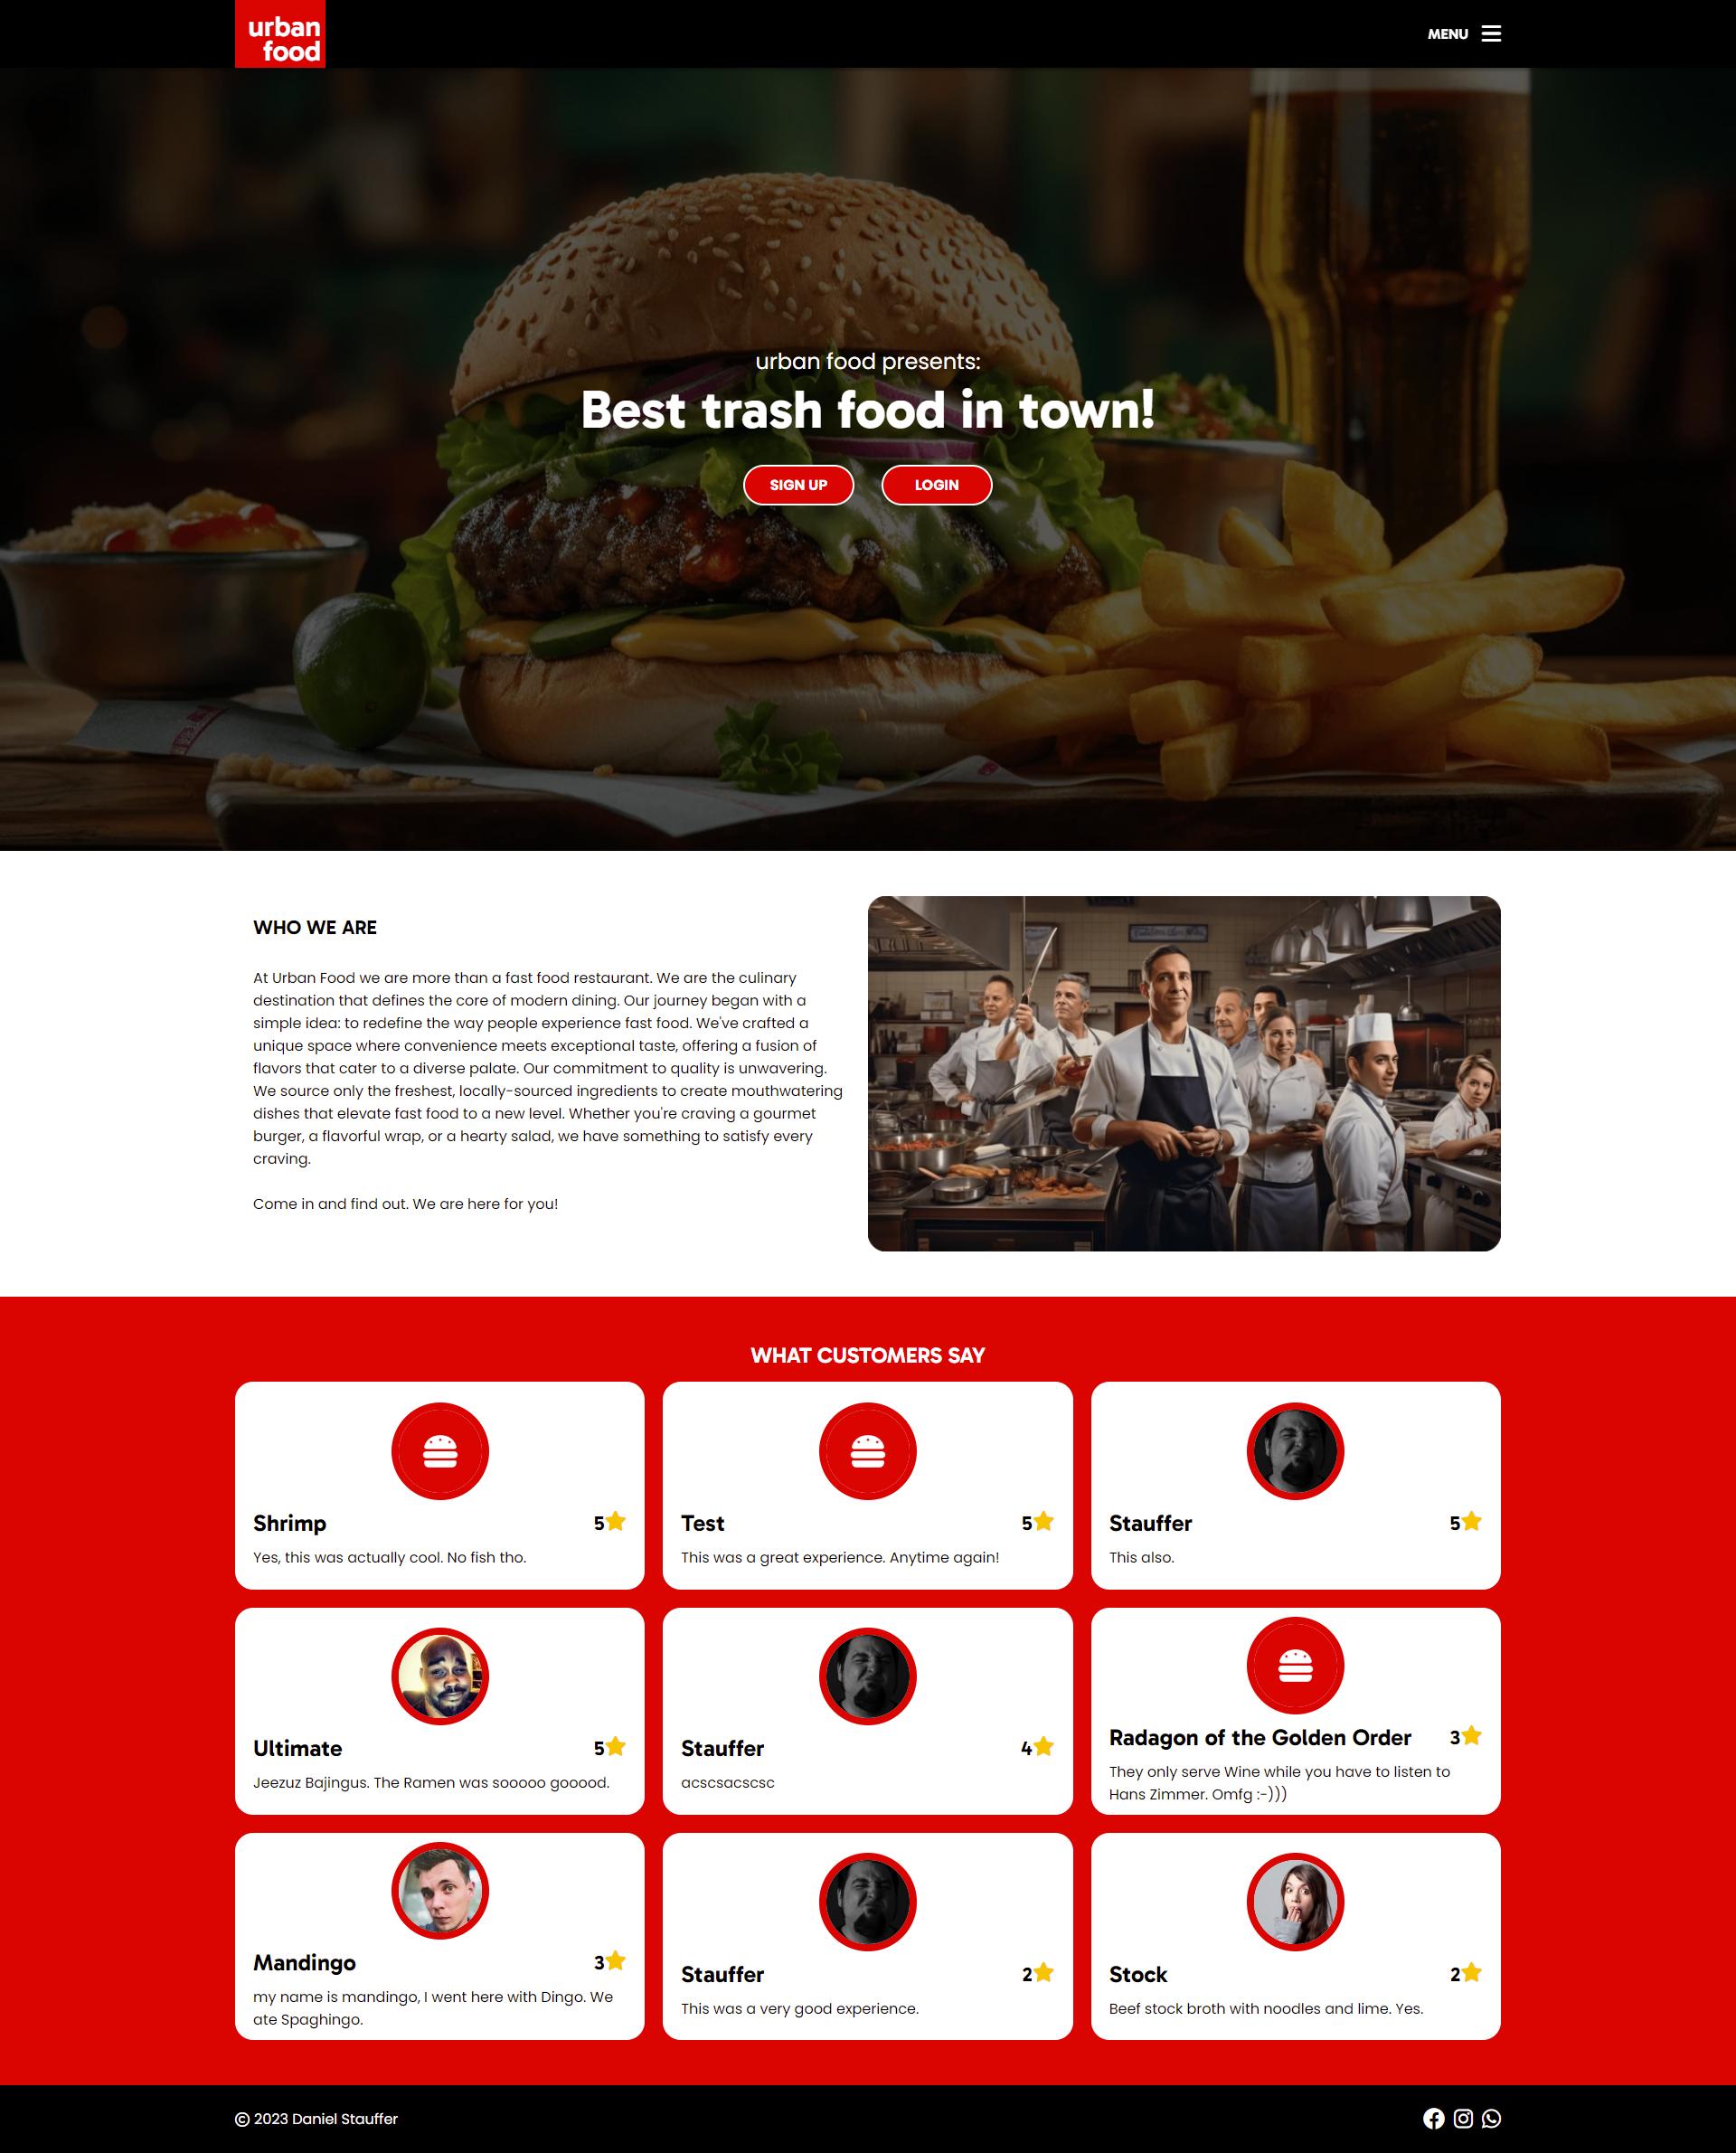 urban
food
MENU
urban food presents:
Best trash food in town!
SIGN UP
LOGIN
WHO WE ARE
At Urban Food we are more than a fast food restaurant. We are the culinary
destination that defines the core of modern dining. Our journey began with a
simple idea: to redefine the way people experience fast food. We've crafted a
unique space where convenience meets exceptional taste, offering a fusion of
flavors that cater to a diverse palate. Our commitment to quality is unwavering.
We source only the freshest, locally-sourced ingredients to create mouthwatering
dishes that elevate fast food to a new level. Whether you're craving a gourmet
burger, a flavorful wrap, or a hearty salad, we have something to satisfy every
craving.
Come in and find out. We are here for you!
WHAT CUSTOMERS SAY
Shrimp 5
Yes, this was actually cool. No fish tho.
Test 5
This was a great experience. Anytime again!
Stauffer 5
This also.
Ultimate 5
Jeezuz Bajingus. The Ramen was sooooo gooood.
Stauffer 4
acscsacscsc
Radagon of the Golden Order 3
They only serve Wine while you have to listen to
Hans Zimmer. Omfg :-)))
Mandingo 3
my name is mandingo, I went here with Dingo. We
ate Spaghingo.
Stauffer 2
This was a very good experience.
Stock 2
Beef stock broth with noodles and lime. Yes.
© 2023 Daniel Stauffer